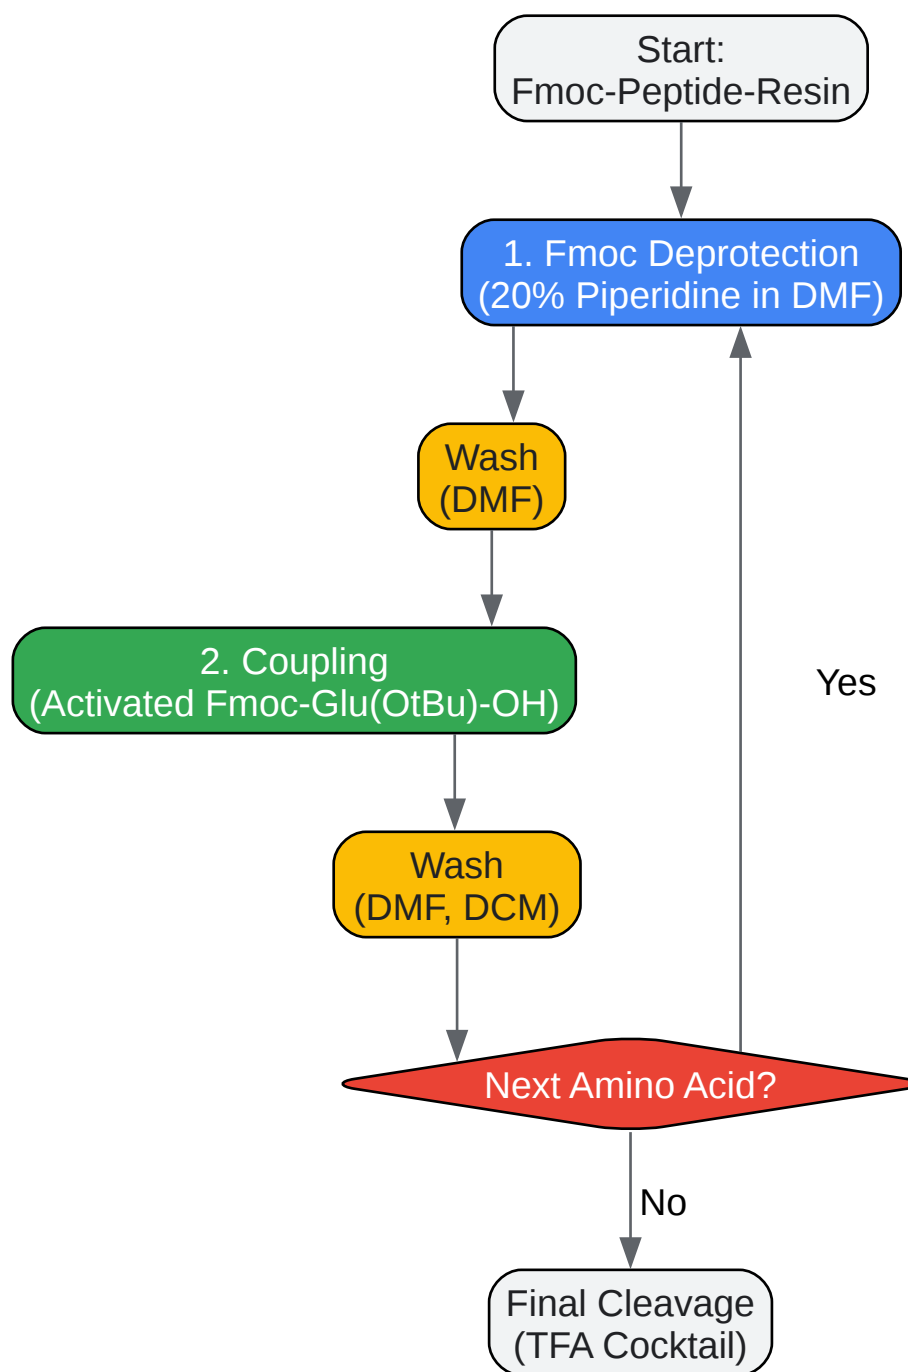 Start:
Fmoc-Peptide-Resin
1. Fmoc Deprotection
(20% Piperidine in DMF)
Wash
(DMF)
2. Coupling
(Activated Fmoc-Glu(OtBu)-OH)
Yes
Wash
(DMF, DCM)
Next Amino Acid?
No
Final Cleavage
(TFA Cocktail)